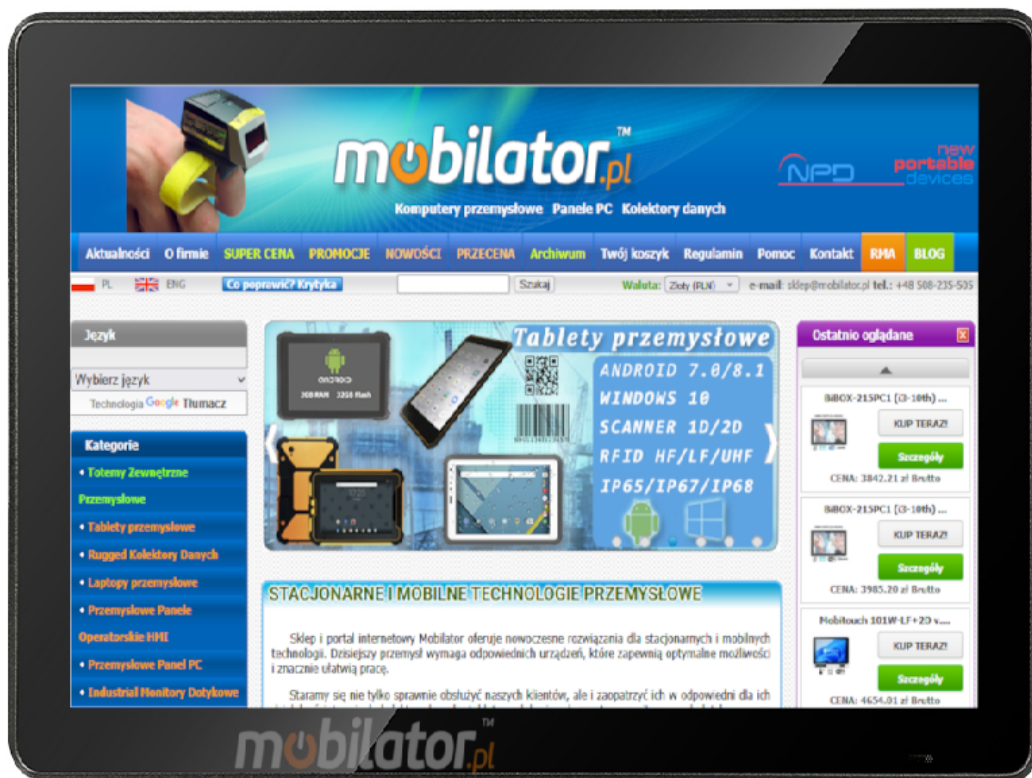 mobilator.pl
TM
NPD
new
portable
devices
Komputery przemysłowe Panele PC Kolektory danych
Aktualności O firmie SUPER CENA PROMOCJE NOWOŚCI PRZECENA Archiwum Twój koszyk Regulamin Pomoc Kontakt RMA BLOG
PL ENG Co poprawić? Krytyka Szukaj Waluta: Złoty (PLN) e-mail: sklep@mobilator.pl tel.: +48 508-235-505
Język
Wybierz język
Technologia Google Tłumacz
Kategorie
• Totemy Zewnętrzne
Przemysłowe
• Tablety przemysłowe
• Rugged Kolektory Danych
• Laptopy przemysłowe
• Przemysłowe Panele
Operatorskie HMI
• Przemysłowe Panel PC
• Industrial Monitory Dotykowe
ANDROID
3GB RAM 32GB Flash
Tablety przemysłowe
ANDROID 7.0/8.1
WINDOWS 10
SCANNER 1D/2D
RFID HF/LF/UHF
IP65/IP67/IP68
STACJONARNE I MOBILNE TECHNOLOGIE PRZEMYSŁOWE
Sklep i portal internetowy Mobilator oferuje nowoczesne rozwiązania dla stacjonarnych i mobilnych
technologii. Dzisiejszy przemysł wymaga odpowiednich urządzeń, które zapewnią optymalne możliwości
i znacznie ułatwią pracę.
Staramy się nie tylko sprawnie obsłużyć naszych klientów, ale i zaopatrzyć ich w odpowiedni dla ich
Ostatnio oglądane
BiBOX-215PC1 (i3-10th) ...
KUP TERAZ!
Szczegóły
CENA: 3842.21 zł Brutto
BiBOX-215PC1 (i3-10th) ...
KUP TERAZ!
Szczegóły
CENA: 3985.20 zł Brutto
Mobitouch 101W-LF+2D v....
KUP TERAZ!
Szczegóły
CENA: 4654.01 zł Brutto
mobilator.pl
TM